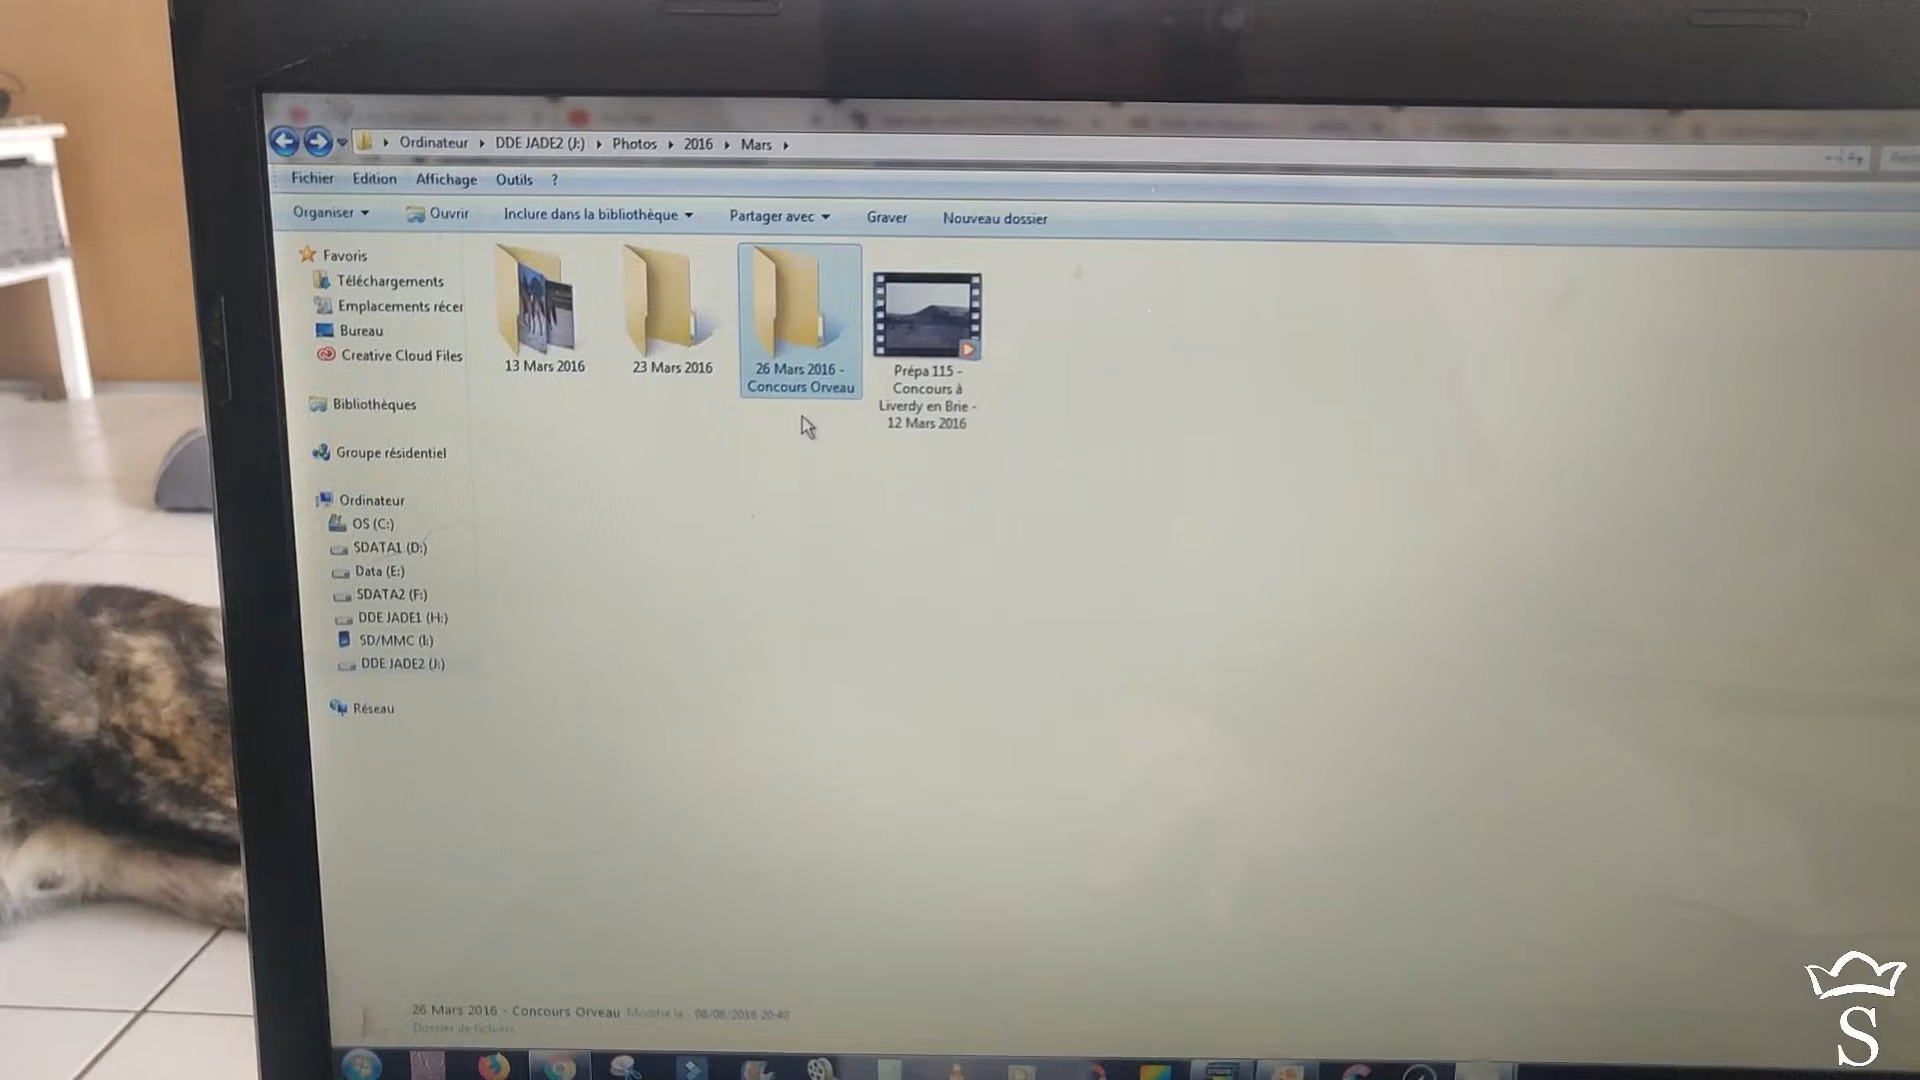 Ordinateur DDE JADE2 (J:) Photos 2016 Mars
Fichier Edition Affichage Outils ?
Organiser Ouvrir Inclure dans la bibliothèque Partager avec Graver Nouveau dossier
Favoris
Téléchargements
Emplacements récer
Bureau
Creative Cloud Files
Bibliothèques
Groupe résidentiel
Ordinateur
OS (C:)
SDATA1 (D:)
Data (E:)
SDATA2 (F:)
DDE JADE1 (H:)
SD/MMC (I:)
DDE JADE2 (J:)
Réseau
13 Mars 2016
23 Mars 2016
26 Mars 2016 -
Concours Orveau
Prépa 115 -
Concours à
Liverdy en Brie -
12 Mars 2016
26 Mars 2016 - Concours Orveau Modifié le : 08/08/2016 20:40
Dossier de fichiers
S